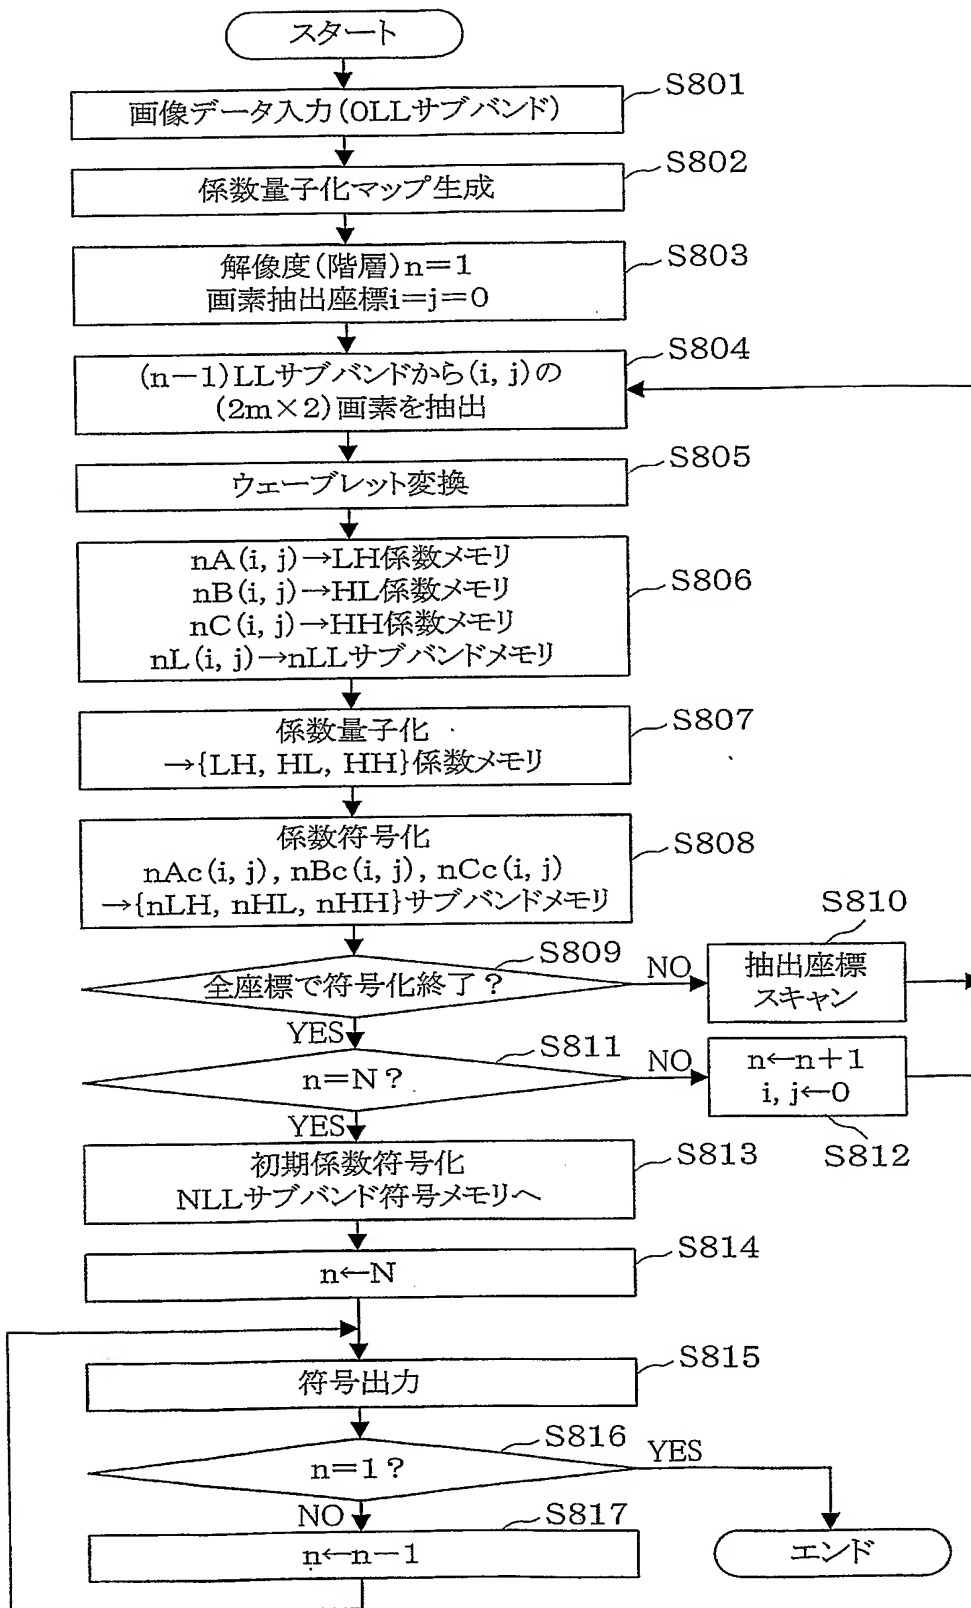 スタート
S801
画像データ入力(0LLサブバンド)
S802
係数量子化マップ生成
S803
解像度(階層)n=1
画素抽出座標i=j=0
S804
(n-1)LLサブバンドから(i, j)の
(2m×2)画素を抽出
S805
ウェーブレット変換
S806
nA(i, j)→LH係数メモリ
nB(i, j)→HL係数メモリ
nC(i, j)→HH係数メモリ
nL(i, j)→nLLサブバンドメモリ
S807
係数量子化
→{LH, HL, HH}係数メモリ
S808
係数符号化
nAc(i, j), nBc(i, j), nCc(i, j)
→{nLH, nHL, nHH}サブバンドメモリ
S809
全座標で符号化終了?
NO
S810
抽出座標
スキャン
YES
S811
n=N?
NO
n←n+1
i, j←0
S812
YES
S813
初期係数符号化
NLLサブバンド符号メモリへ
S814
n←N
S815
符号出力
S816
n=1?
YES
NO
S817
n←n-1
エンド